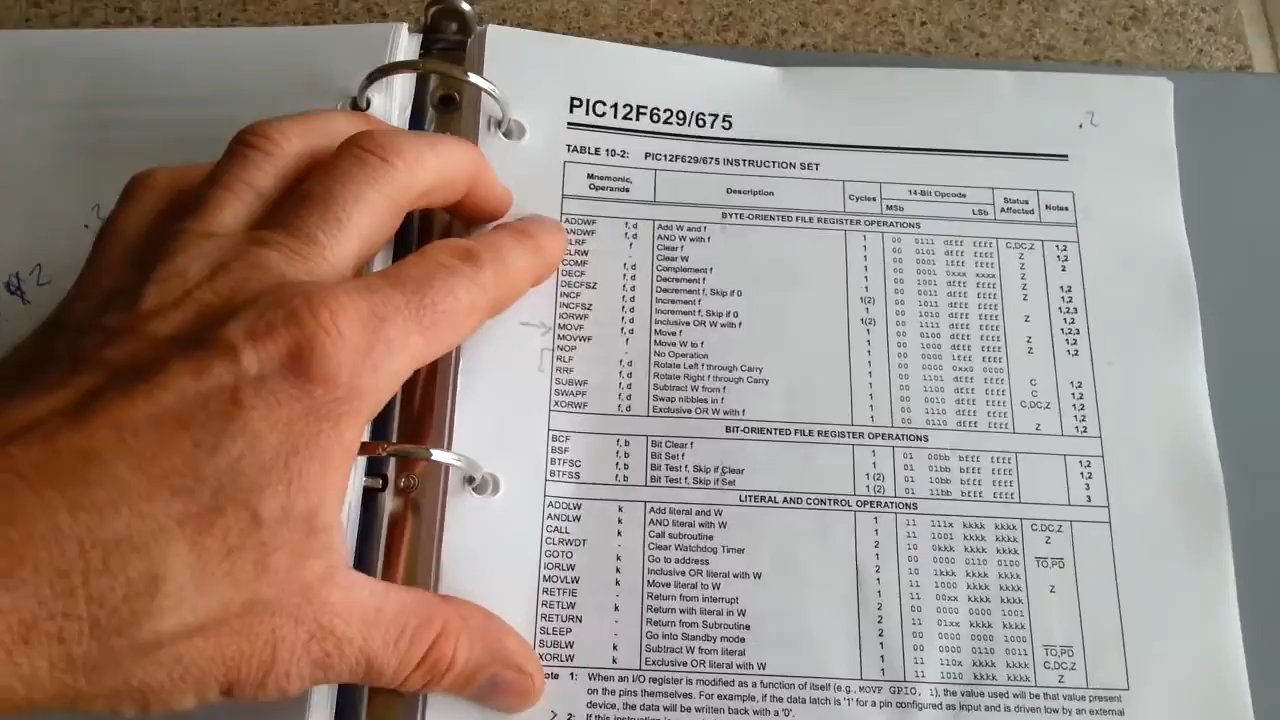 PIC12F629/675
.2
TABLE 10-2: PIC12F629/675 INSTRUCTION SET
Mnemonic, Operands Description Cycles 14-Bit Opcode MSb LSb Status Affected Notes
BYTE-ORIENTED FILE REGISTER OPERATIONS
ADDWF f, d Add W and f 1 00 0111 dfff ffff C,DC,Z 1,2
ANDWF f, d AND W with f 1 00 0101 dfff ffff Z 1,2
LRF f Clear f 1 00 0001 1fff ffff Z 2
CLRW Clear W 1 00 0001 0xxx xxxx Z
COMF f, d Complement f 1 00 1001 dfff ffff Z 1,2
DECF f, d Decrement f 1 00 0011 dfff ffff Z 1,2
DECFSZ f, d Decrement f, Skip if 0 1(2) 00 1011 dfff ffff 1,2,3
INCF f, d Increment f 1 00 1010 dfff ffff Z 1,2
INCFSZ f, d Increment f, Skip if 0 1(2) 00 1111 dfff ffff 1,2,3
IORWF f, d Inclusive OR W with f 1 00 0100 dfff ffff Z 1,2
MOVF f, d Move f 1 00 1000 dfff ffff Z 1,2
MOVWF f Move W to f 1 00 0000 1fff ffff
NOP - No Operation 1 00 0000 0xx0 0000
RLF f, d Rotate Left f through Carry 1 00 1101 dfff ffff C 1,2
RRF f, d Rotate Right f through Carry 1 00 1100 dfff ffff C 1,2
SUBWF f, d Subtract W from f 1 00 0010 dfff ffff C,DC,Z 1,2
SWAPF f, d Swap nibbles in f 1 00 1110 dfff ffff 1,2
XORWF f, d Exclusive OR W with f 1 00 0110 dfff ffff Z 1,2
BIT-ORIENTED FILE REGISTER OPERATIONS
BCF f, b Bit Clear f 1 01 00bb bfff ffff 1,2
BSF f, b Bit Set f 1 01 01bb bfff ffff 1,2
BTFSC f, b Bit Test f, Skip if Clear 1 (2) 01 10bb bfff ffff 3
BTFSS f, b Bit Test f, Skip if Set 1 (2) 01 11bb bfff ffff 3
LITERAL AND CONTROL OPERATIONS
ADDLW k Add literal and W 1 11 111x kkkk kkkk C,DC,Z
ANDLW k AND literal with W 1 11 1001 kkkk kkkk Z
CALL k Call subroutine 2 10 0kkk kkkk kkkk
CLRWDT - Clear Watchdog Timer 1 00 0000 0110 0100 TO,PD
GOTO k Go to address 2 10 1kkk kkkk kkkk
IORLW k Inclusive OR literal with W 1 11 1000 kkkk kkkk Z
MOVLW k Move literal to W 1 11 00xx kkkk kkkk
RETFIE - Return from interrupt 2 00 0000 0000 1001
RETLW k Return with literal in W 2 11 01xx kkkk kkkk
RETURN - Return from Subroutine 2 00 0000 0000 1000
SLEEP - Go into Standby mode 1 00 0000 0110 0011 TO,PD
SUBLW k Subtract W from literal 1 11 110x kkkk kkkk C,DC,Z
XORLW k Exclusive OR literal with W 1 11 1010 kkkk kkkk Z
ote 1: When an I/O register is modified as a function of itself (e.g., MOVF GPIO, 1), the value used will be that value present
on the pins themselves. For example, if the data latch is '1' for a pin configured as input and is driven low by an external
device, the data will be written back with a '0'.
2: If this instruction